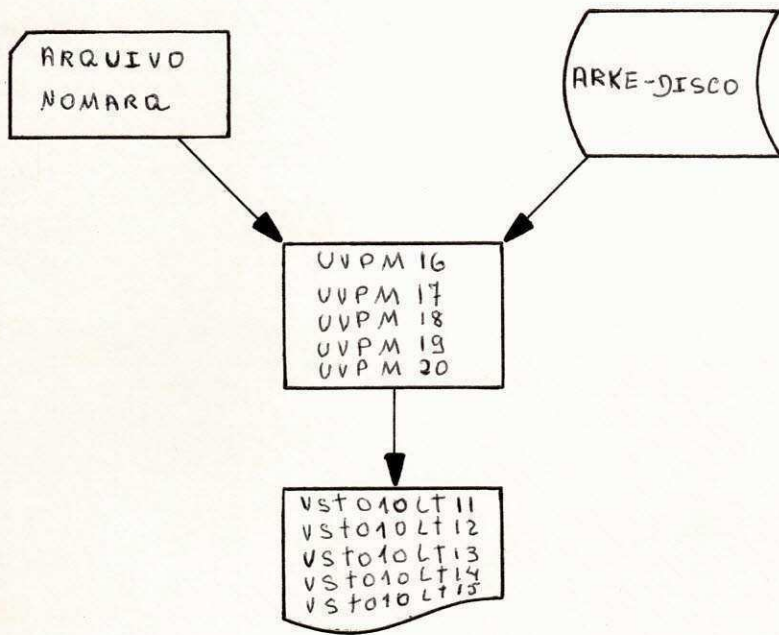 ARQUIVO
NOMARQ
ARKE-DISCO
UVPM 16
UVPM 17
UVPM 18
UVPM 19
UVPM 20
VST010LT11
VST010LT12
VST010LT13
VST010LT14
VST010LT15